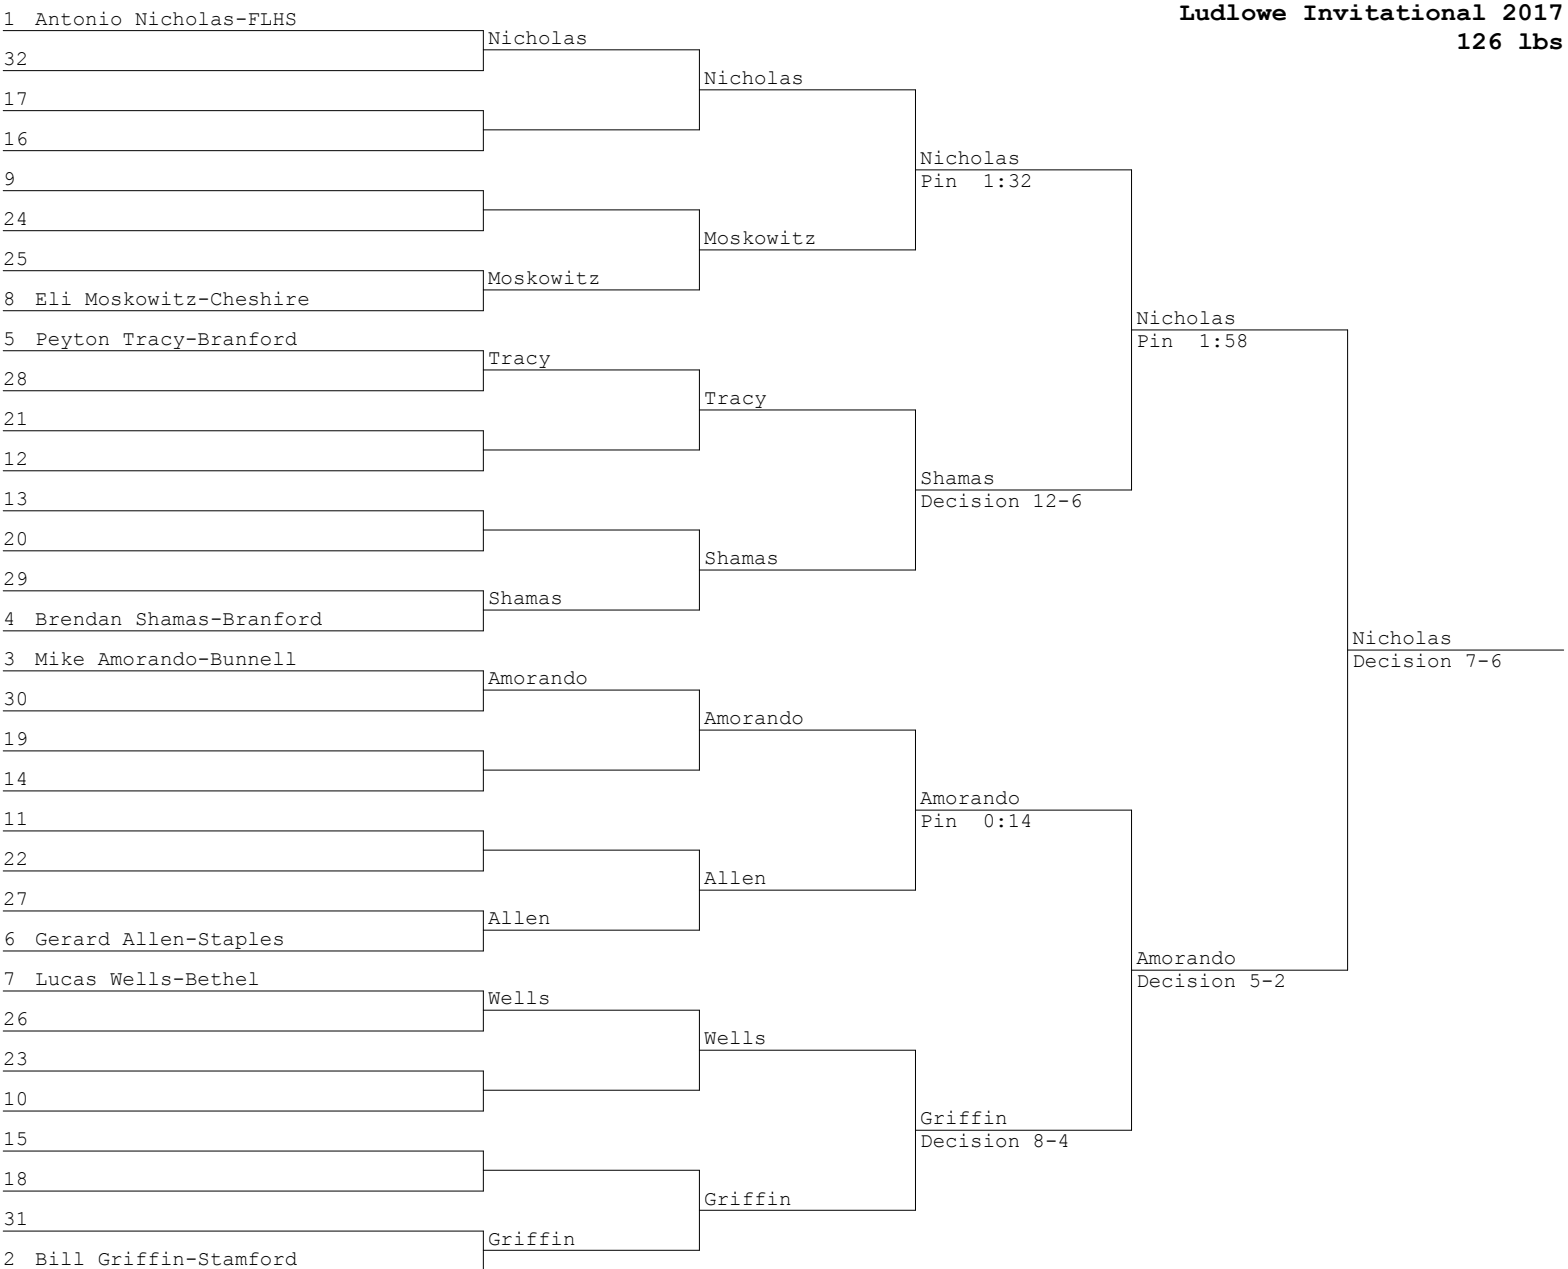 Ludlowe Invitational 2017
126 lbs
1 Antonio Nicholas-FLHS
32
17
16
9
24
25
8 Eli Moskowitz-Cheshire
5 Peyton Tracy-Branford
28
21
12
13
20
29
4 Brendan Shamas-Branford
3 Mike Amorando-Bunnell
30
19
14
11
22
27
6 Gerard Allen-Staples
7 Lucas Wells-Bethel
26
23
10
15
18
31
2 Bill Griffin-Stamford
Nicholas
Moskowitz
Tracy
Shamas
Amorando
Allen
Wells
Griffin
Nicholas
Moskowitz
Tracy
Shamas
Amorando
Allen
Wells
Griffin
Nicholas
Pin 1:32
Shamas
Decision 12-6
Amorando
Pin 0:14
Griffin
Decision 8-4
Nicholas
Pin 1:58
Amorando
Decision 5-2
Nicholas
Decision 7-6